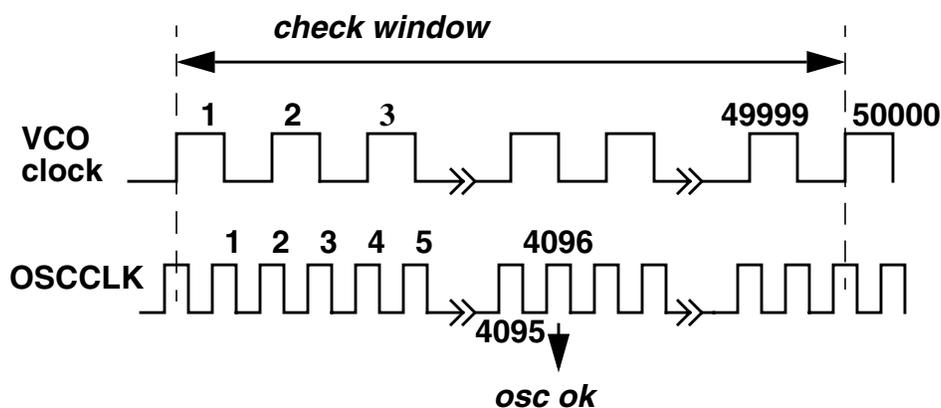 check window
1 2 3 49999 50000
VCO
clock
1 2 3 4 5 4096
OSCCLK
4095
osc ok